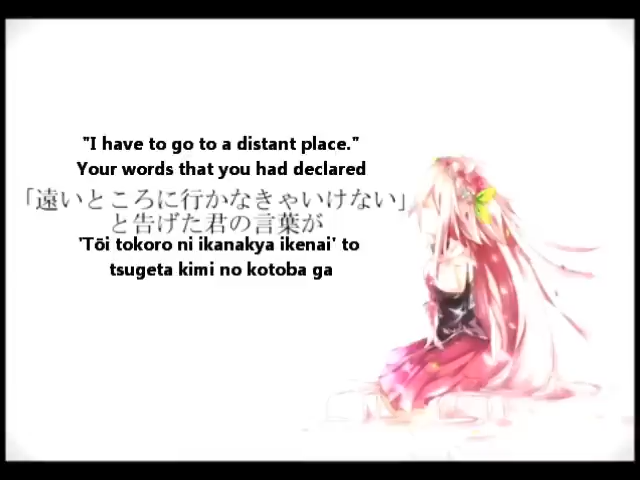 "I have to go to a distant place."
Your words that you had declared
「遠いところに行かなきゃいけない」
と告げた君の言葉が
'Tōi tokoro ni ikanakya ikenai' to
tsugeta kimi no kotoba ga